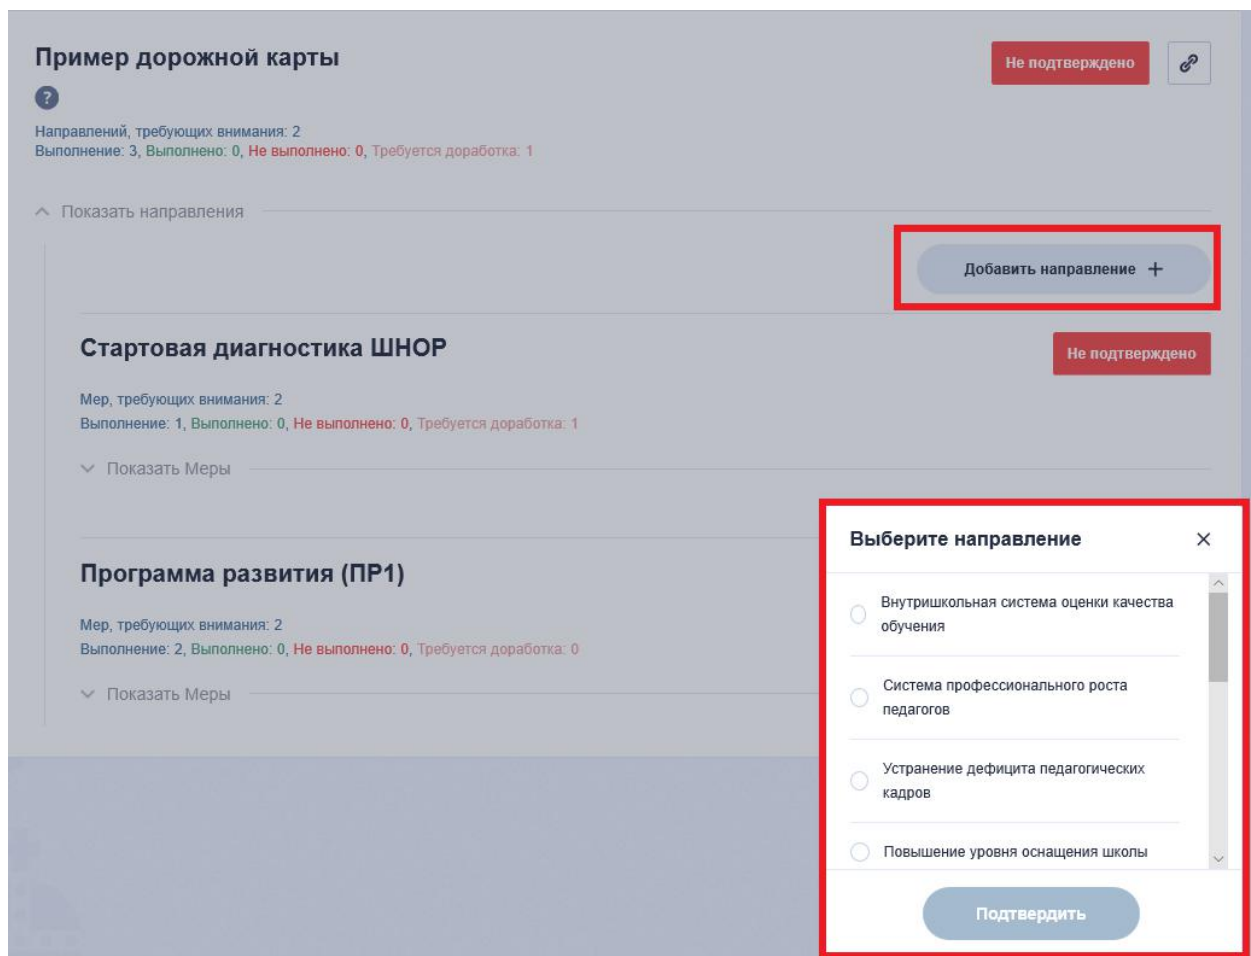 Пример дорожной карты
Не подтверждено
?
Направлений, требующих внимания: 2
Выполнение: 3, Выполнено: 0, Не выполнено: 0, Требуется доработка: 1
Показать направления
Добавить направление +
Стартовая диагностика ШНОР
Не подтверждено
Мер, требующих внимания: 2
Выполнение: 1, Выполнено: 0, Не выполнено: 0, Требуется доработка: 1
Показать Меры
Программа развития (ПР1)
Мер, требующих внимания: 2
Выполнение: 2, Выполнено: 0, Не выполнено: 0, Требуется доработка: 0
Показать Меры
Выберите направление
Внутришкольная система оценки качества
обучения
Система профессионального роста
педагогов
Устранение дефицита педагогических
кадров
Повышение уровня оснащения школы
Подтвердить